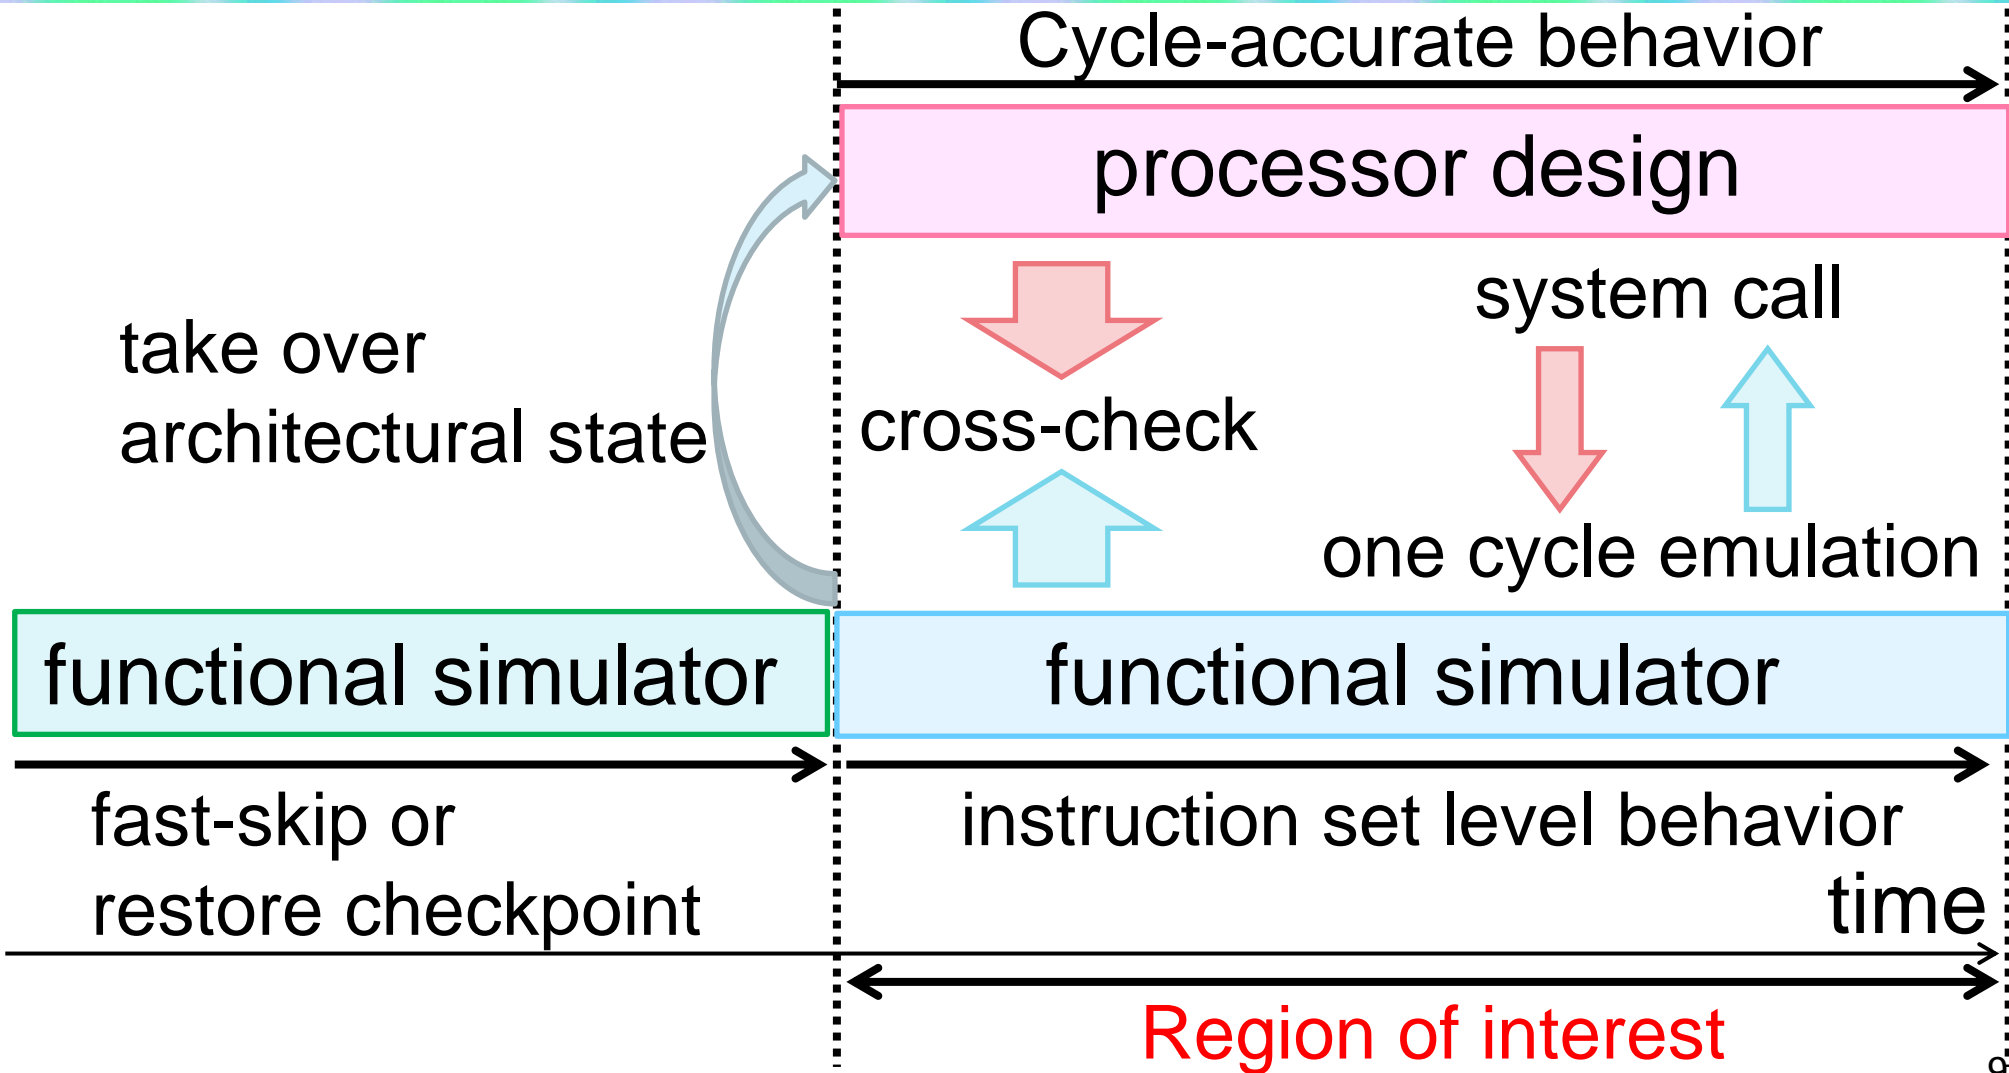 Cycle-accurate behavior
processor design
system call
take over
architectural state
cross-check
one cycle emulation
functional simulator
functional simulator
fast-skip or
restore checkpoint
instruction set level behavior
time
Region of interest